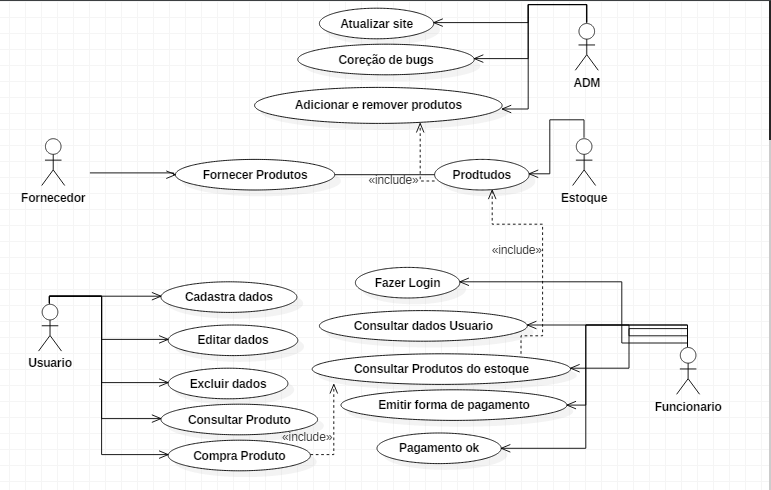 Atualizar site
Coreção de bugs
ADM
Adicionar e remover produtos
Fornecer Produtos
«include»
Prodtudos
Fornecedor
Estoque
«include»
Fazer Login
Cadastra dados
Consultar dados Usuario
Editar dados
Usuario
Consultar Produtos do estoque
Excluir dados
Emitir forma de pagamento
Funcionario
Consultar Produto
«include»
Pagamento ok
Compra Produto